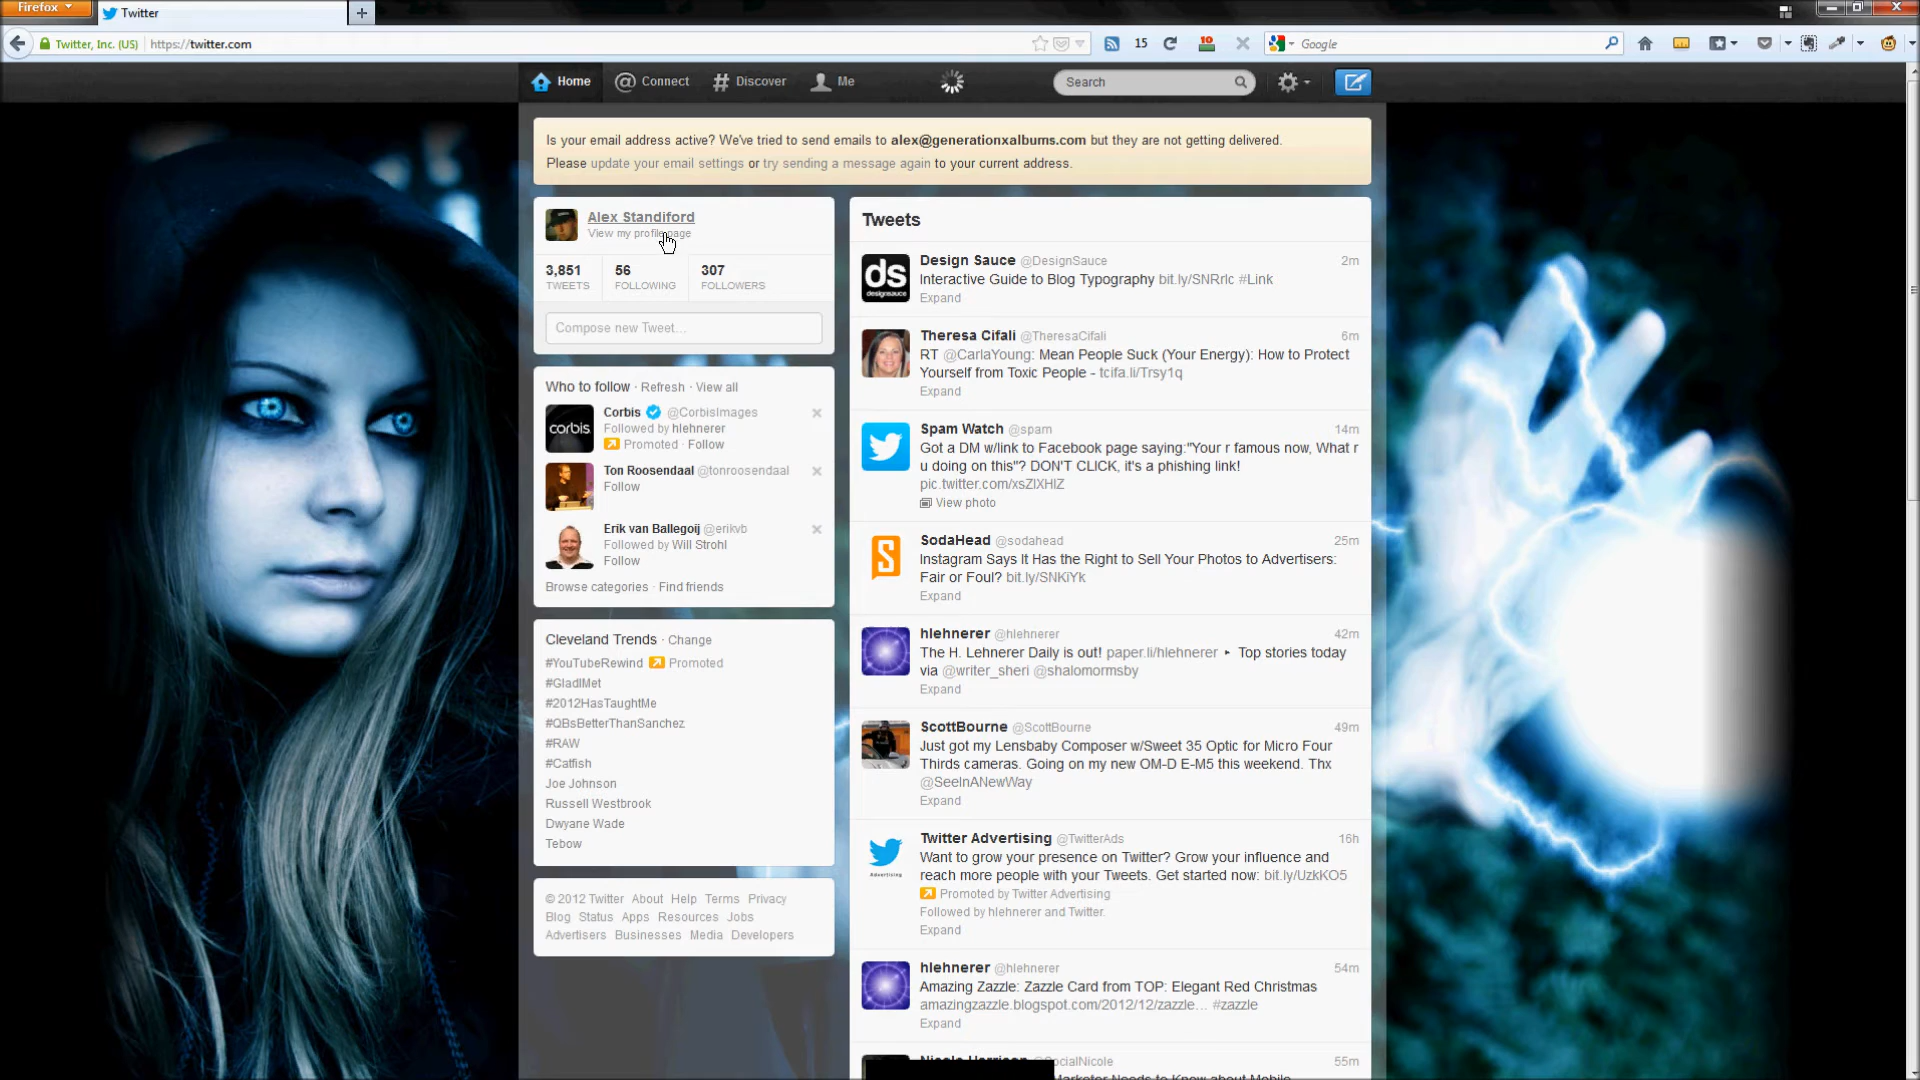 Firefox
Twitter
Twitter, Inc. (US)
https://twitter.com
15
10
Google
Home
Connect
Discover
Me
Search
Is your email address active? We've tried to send emails to alex@generationxalbums.com but they are not getting delivered.
Please update your email settings or try sending a message again to your current address.
Alex Standiford
View my profile page
3,851
TWEETS
56
FOLLOWING
307
FOLLOWERS
Compose new Tweet...
Who to follow · Refresh · View all
corbis
Corbis @CorbisImages
Followed by hlehnerer
Promoted · Follow
Ton Roosendaal @tonroosendaal
Follow
Erik van Ballegoij @erikvb
Followed by Will Strohl
Follow
Browse categories · Find friends
Cleveland Trends · Change
#YouTubeRewind Promoted
#GladIMet
#2012HasTaughtMe
#QBsBetterThanSanchez
#RAW
#Catfish
Joe Johnson
Russell Westbrook
Dwyane Wade
Tebow
© 2012 Twitter About Help Terms Privacy
Blog Status Apps Resources Jobs
Advertisers Businesses Media Developers
Tweets
ds
designsauce
Design Sauce @DesignSauce 2m
Interactive Guide to Blog Typography bit.ly/SNRrlc #Link
Expand
Theresa Cifali @TheresaCifali 6m
RT @CarlaYoung: Mean People Suck (Your Energy): How to Protect
Yourself from Toxic People - tcifa.li/Trsy1q
Expand
Spam Watch @spam 14m
Got a DM w/link to Facebook page saying:"Your r famous now, What r
u doing on this"? DON'T CLICK, it's a phishing link!
pic.twitter.com/xsZlXHlZ
View photo
SodaHead @sodahead 25m
Instagram Says It Has the Right to Sell Your Photos to Advertisers:
Fair or Foul? bit.ly/SNKiYk
Expand
hlehnerer @hlehnerer 42m
The H. Lehnerer Daily is out! paper.li/hlehnerer ▸ Top stories today
via @writer_sheri @shalomormsby
Expand
ScottBourne @ScottBourne 49m
Just got my Lensbaby Composer w/Sweet 35 Optic for Micro Four
Thirds cameras. Going on my new OM-D E-M5 this weekend. Thx
@SeeInANewWay
Expand
Advertising
Twitter Advertising @TwitterAds 16h
Want to grow your presence on Twitter? Grow your influence and
reach more people with your Tweets. Get started now: bit.ly/UzkKO5
Promoted by Twitter Advertising
Followed by hlehnerer and Twitter.
Expand
hlehnerer @hlehnerer 54m
Amazing Zazzle: Zazzle Card from TOP: Elegant Red Christmas
amazingzazzle.blogspot.com/2012/12/zazzle... #zazzle
Expand
Nicole Harrison @SocialNicole 55m
Marketer Needs to Know about Mobile